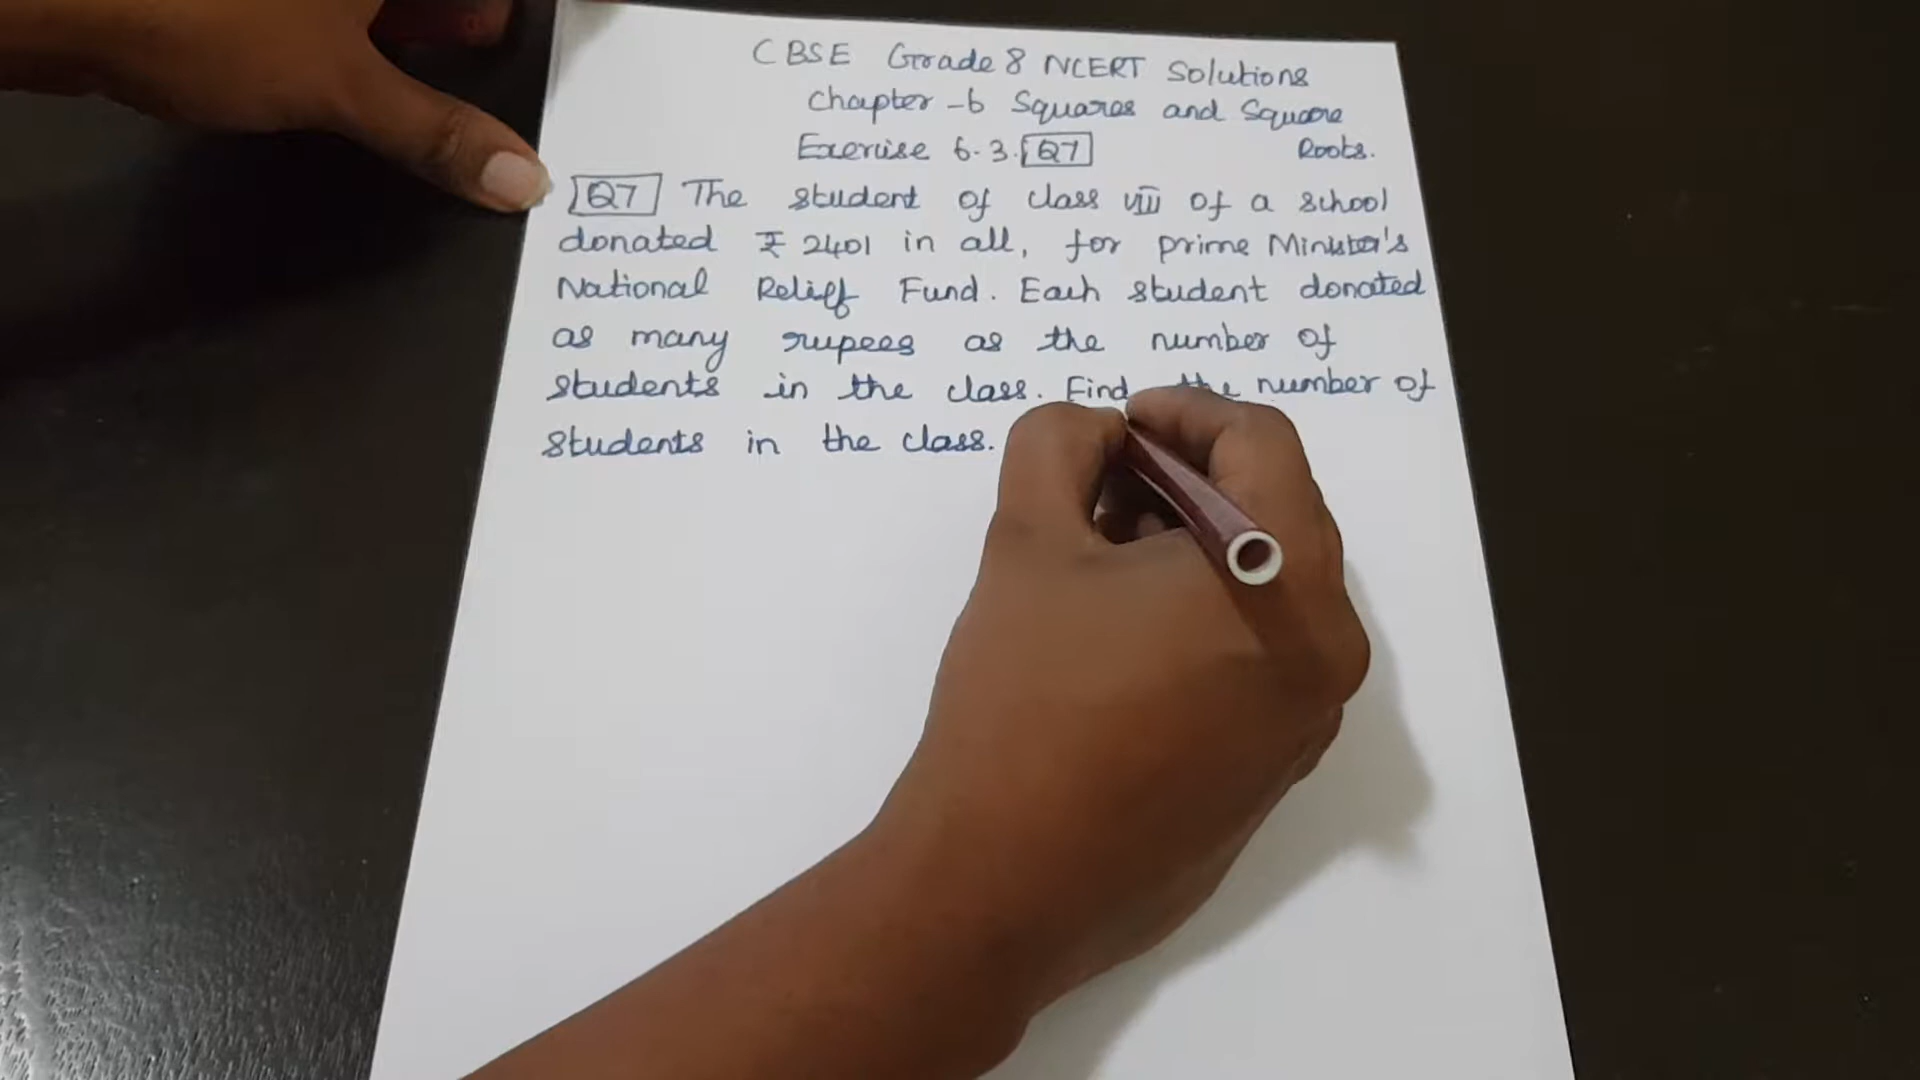 CBSE Grade 8 NCERT Solutions
Chapter -6 Squares and Square
Exercise 6.3. Q7 Roots.
Q7 The student of class VIII of a school
donated ₹ 2401 in all, for prime Minister's
National Relief Fund. Each student donated
as many rupees as the number of
students in the class. Find the number of
students in the class.